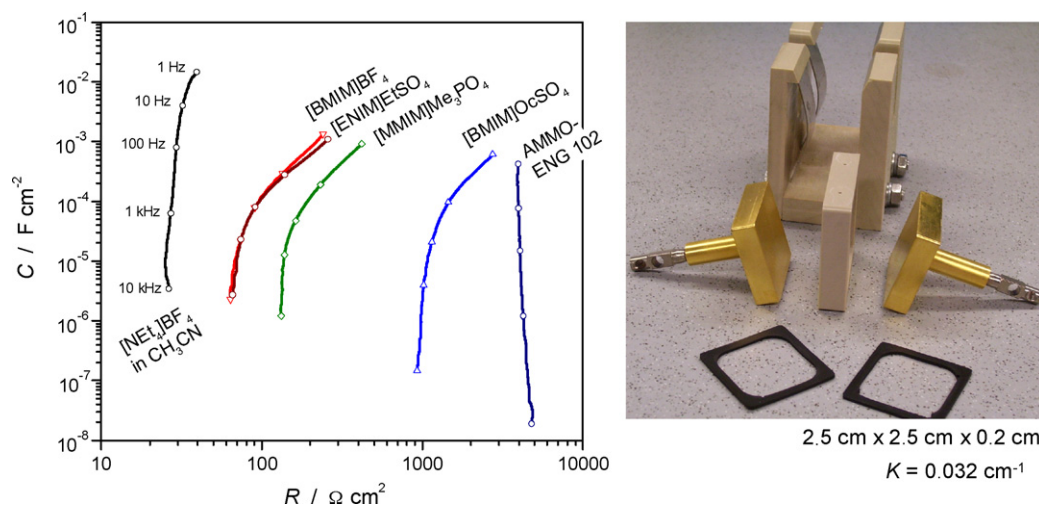 10⁻¹
10⁻²
10⁻³
10⁻⁴
10⁻⁵
10⁻⁶
10⁻⁷
10⁻⁸
C / F cm⁻²
1 Hz
10 Hz
100 Hz
1 kHz
10 kHz
[NEt₄]BF₄
in CH₃CN
[BMIM]BF₄
[ENIM]EtSO₄
[MMIM]Me₃PO₄
[BMIM]OcSO₄
AMMO-
ENG 102
10 100 1000 10000
R / Ω cm²
2.5 cm x 2.5 cm x 0.2 cm
K = 0.032 cm⁻¹